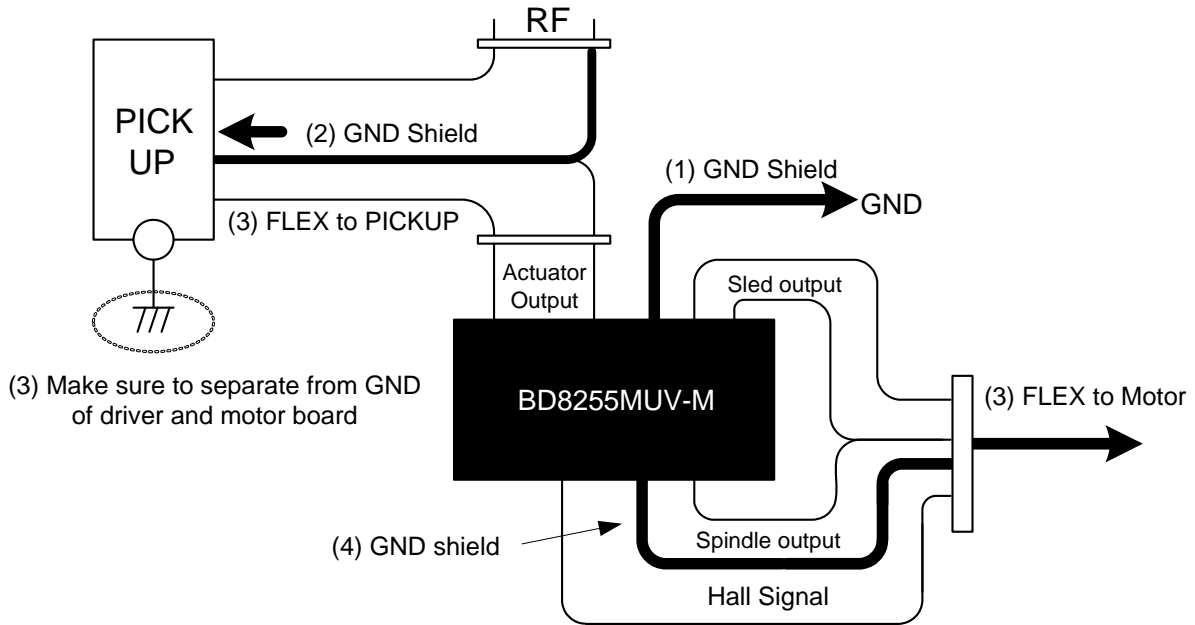 RF
PICK
UP
(2) GND Shield
(1) GND Shield
GND
(3) FLEX to PICKUP
Actuator
Output
Sled output
(3) Make sure to separate from GND
of driver and motor board
BD8255MUV-M
(3) FLEX to Motor
(4) GND shield
Spindle output
Hall Signal